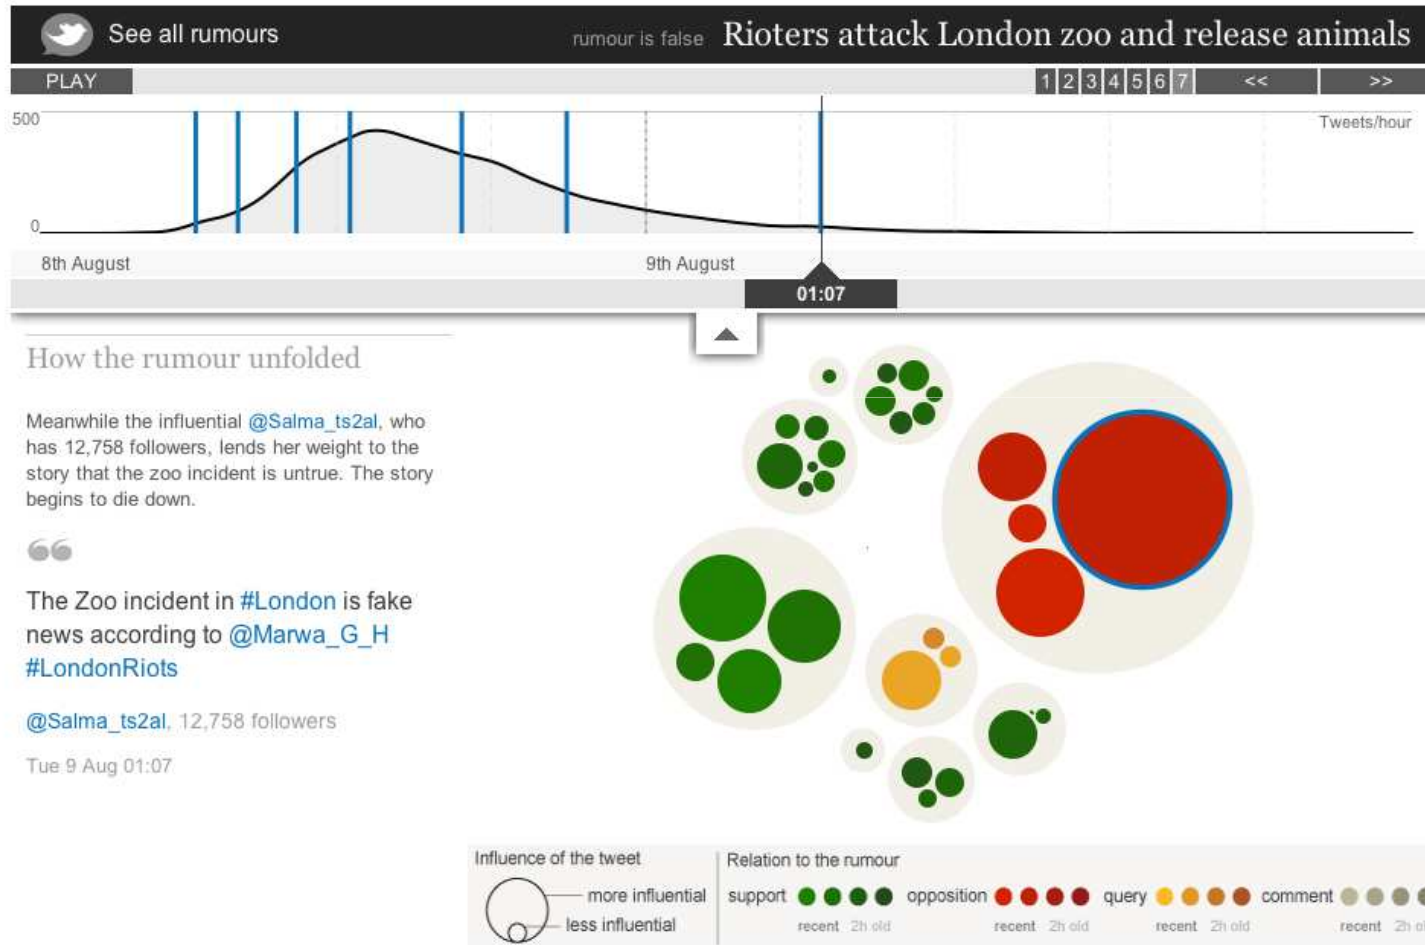 See all rumours
rumour is false Rioters attack London zoo and release animals
PLAY
1 2 3 4 5 6 7 << >>
500
Tweets/hour
0
8th August
9th August
01:07
How the rumour unfolded
Meanwhile the influential @Salma_ts2al, who
has 12,758 followers, lends her weight to the
story that the zoo incident is untrue. The story
begins to die down.
The Zoo incident in #London is fake
news according to @Marwa_G_H
#LondonRiots
@Salma_ts2al, 12,758 followers
Tue 9 Aug 01:07
Influence of the tweet
more influential
less influential
Relation to the rumour
support opposition query comment
recent 2h old recent 2h old recent 2h old recent 2h